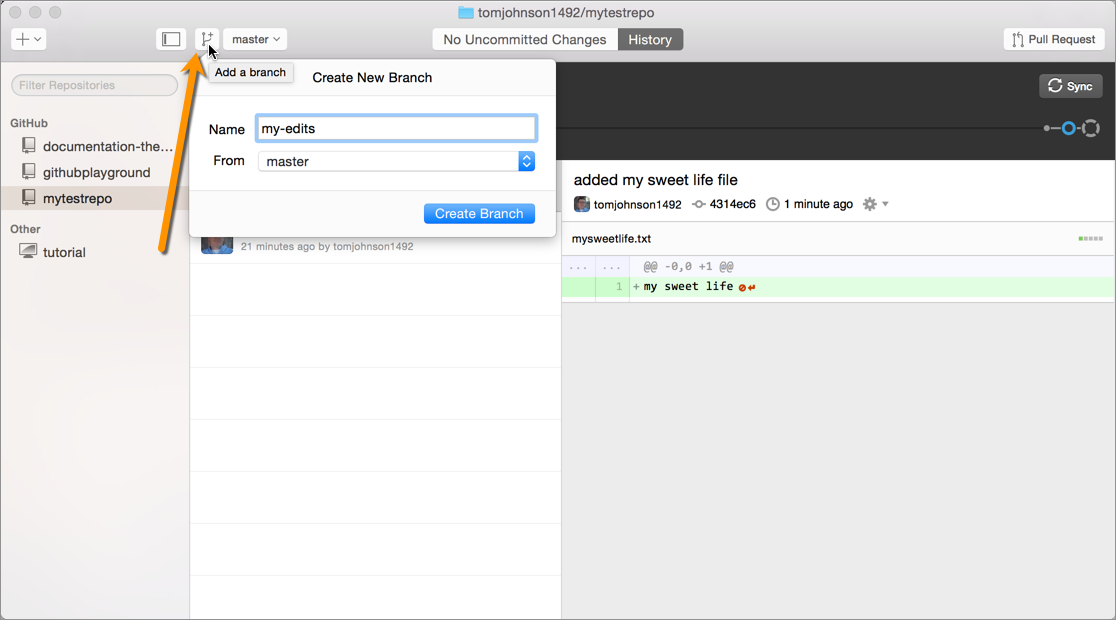 tomjohnson1492/mytestrepo
master
No Uncommitted Changes
History
Pull Request
Add a branch
Filter Repositories
GitHub
documentation-the...
githubplayground
mytestrepo
Other
tutorial
Create New Branch
Name my-edits
From master
Create Branch
21 minutes ago by tomjohnson1492
Sync
added my sweet life file
tomjohnson1492 4314ec6 1 minute ago
mysweetlife.txt
... ... @@ -0,0 +1 @@
1 +my sweet life